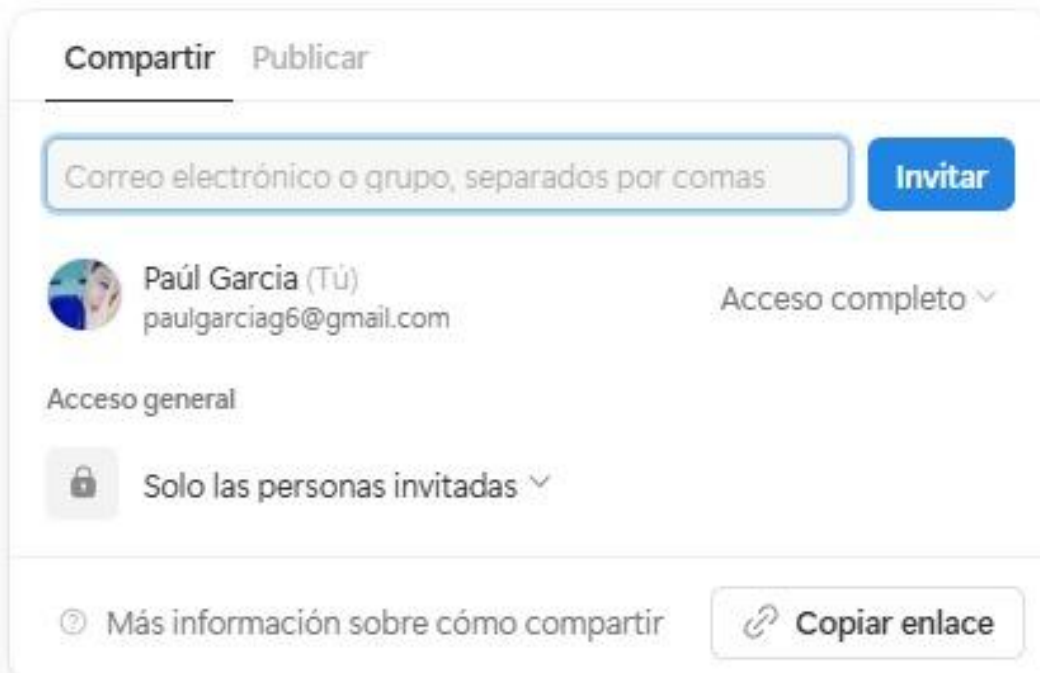 Compartir Publicar
Correo electrónico o grupo, separados por comas Invitar
Paúl Garcia (Tú)
paulgarciag6@gmail.com
Acceso completo
Acceso general
Solo las personas invitadas
Más información sobre cómo compartir Copiar enlace